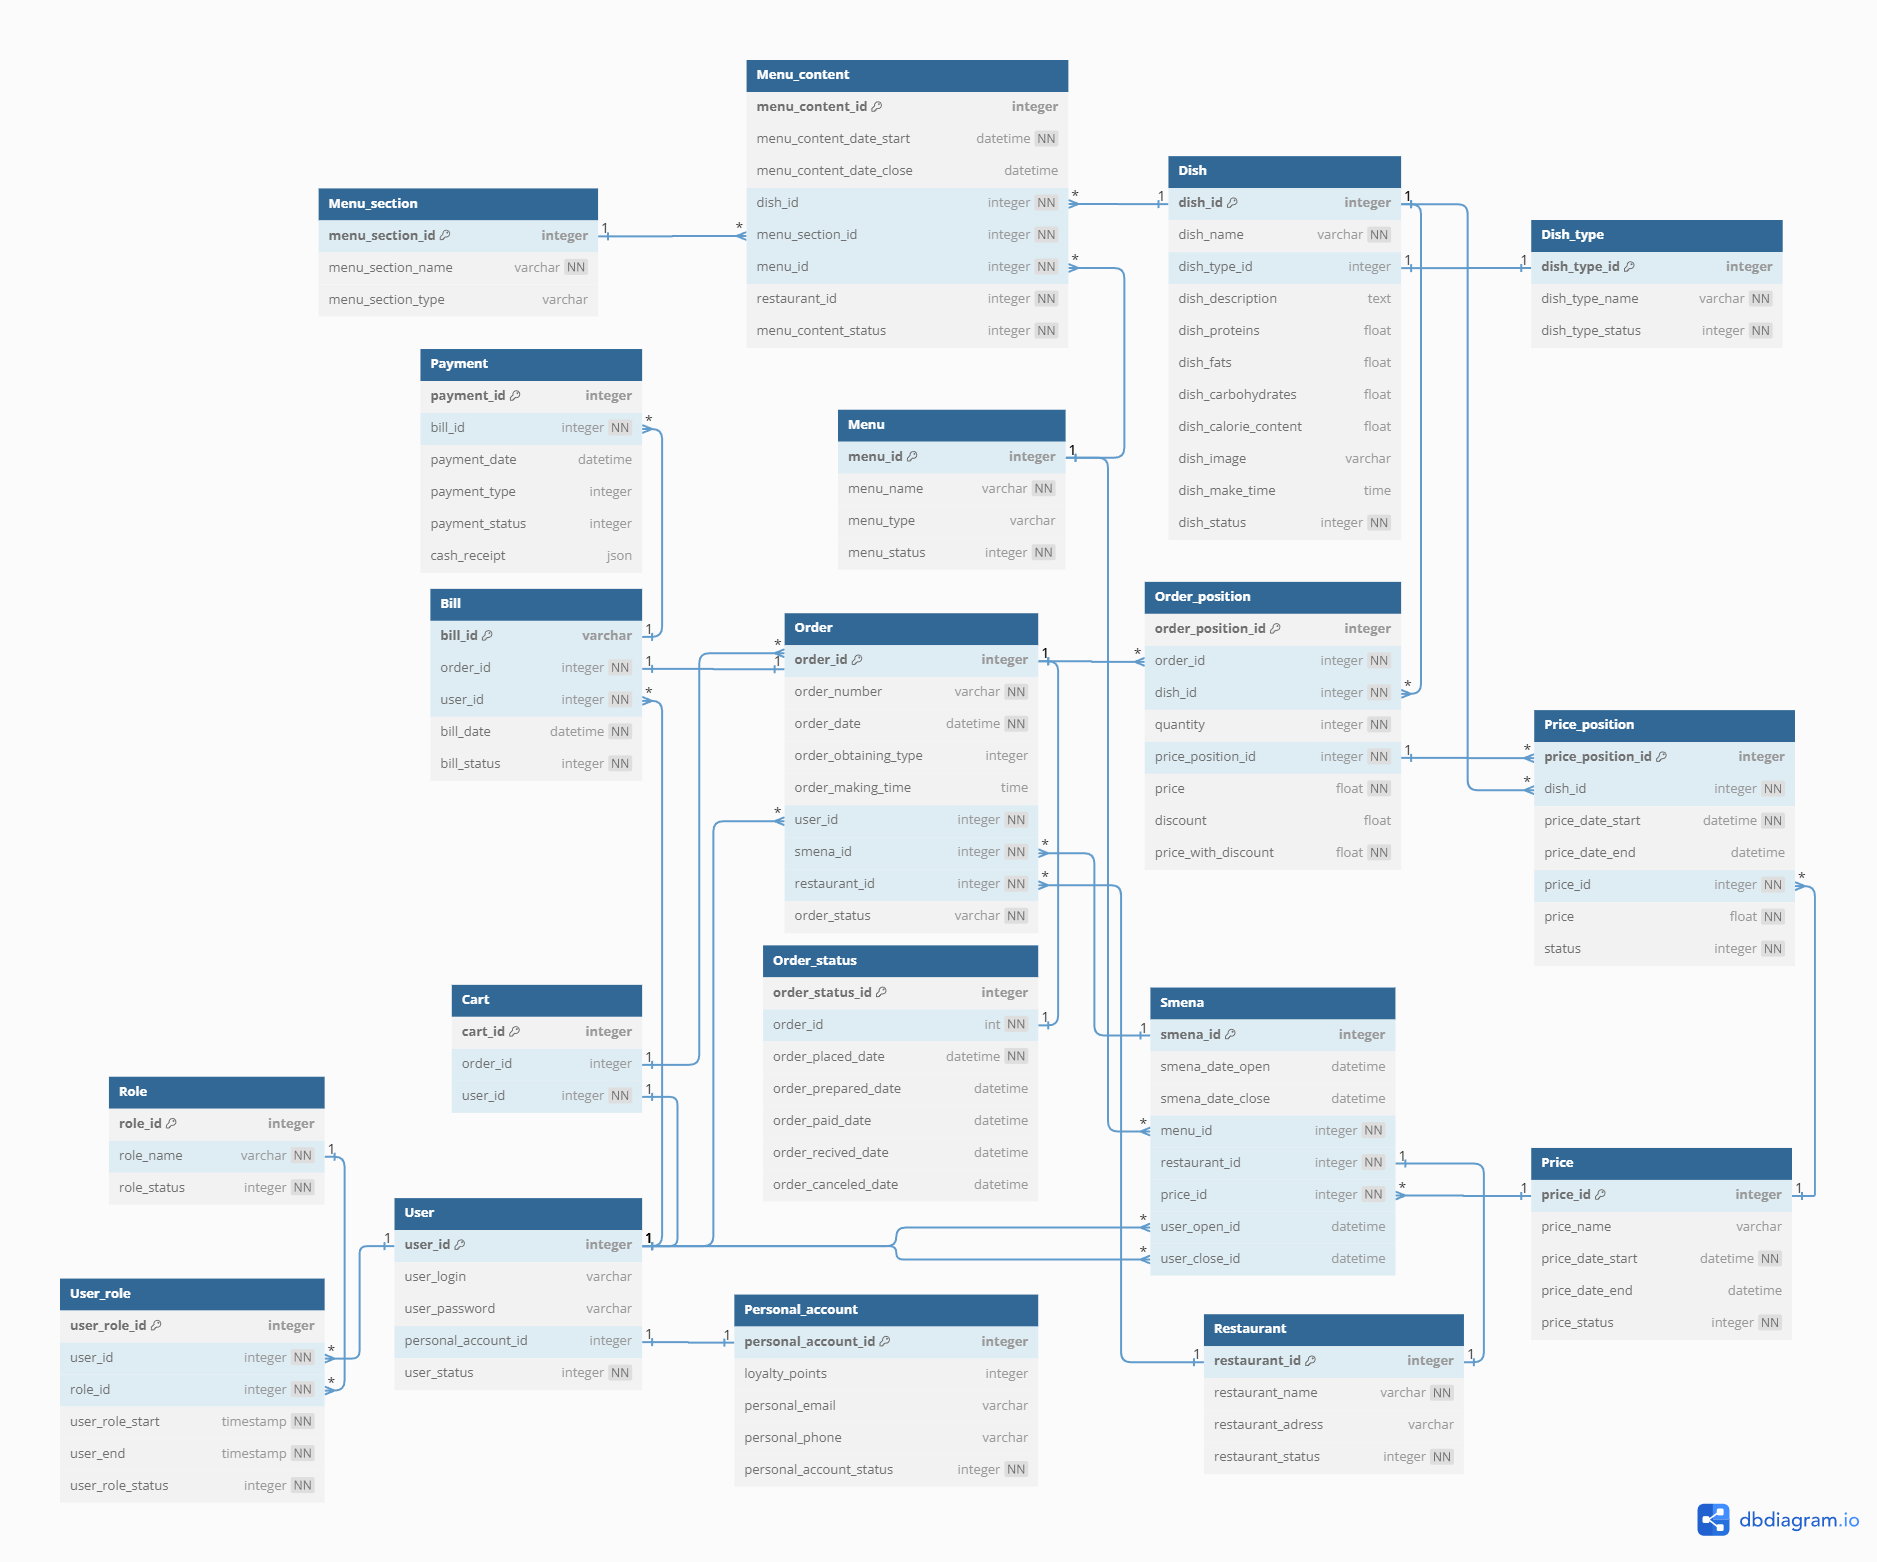 Menu_content
menu_content_id integer
menu_content_date_start datetime NN
menu_content_date_close datetime
dish_id integer NN
menu_section_id integer NN
menu_id integer NN
restaurant_id integer NN
menu_content_status integer NN
Dish
dish_id integer
dish_name varchar NN
dish_type_id integer
dish_description text
dish_proteins float
dish_fats float
dish_carbohydrates float
dish_calorie_content float
dish_image varchar
dish_make_time time
dish_status integer NN
Menu_section
menu_section_id integer
menu_section_name varchar NN
menu_section_type varchar
Dish_type
dish_type_id integer
dish_type_name varchar NN
dish_type_status integer NN
Payment
payment_id integer
bill_id integer NN
payment_date datetime
payment_type integer
payment_status integer
cash_receipt json
Menu
menu_id integer
menu_name varchar NN
menu_type varchar
menu_status integer NN
Bill
bill_id varchar
order_id integer NN
user_id integer NN
bill_date datetime NN
bill_status integer NN
Order
order_id integer
order_number varchar NN
order_date datetime NN
order_obtaining_type integer
order_making_time time
user_id integer NN
smena_id integer NN
restaurant_id integer NN
order_status varchar NN
Order_position
order_position_id integer
order_id integer NN
dish_id integer NN
quantity integer NN
price_position_id integer NN
price float NN
discount float
price_with_discount float NN
Price_position
price_position_id integer
dish_id integer NN
price_date_start datetime NN
price_date_end datetime
price_id integer NN
price float NN
status integer NN
Order_status
order_status_id integer
order_id int NN
order_placed_date datetime NN
order_prepared_date datetime
order_paid_date datetime
order_recived_date datetime
order_canceled_date datetime
Cart
cart_id integer
order_id integer
user_id integer NN
Smena
smena_id integer
smena_date_open datetime
smena_date_close datetime
menu_id integer NN
restaurant_id integer NN
price_id integer NN
user_open_id datetime
user_close_id datetime
Role
role_id integer
role_name varchar NN
role_status integer NN
Price
price_id integer
price_name varchar
price_date_start datetime NN
price_date_end datetime
price_status integer NN
User
user_id integer
user_login varchar
user_password varchar
personal_account_id integer
user_status integer NN
User_role
user_role_id integer
user_id integer NN
role_id integer NN
user_role_start timestamp NN
user_end timestamp NN
user_role_status integer NN
Personal_account
personal_account_id integer
loyalty_points integer
personal_email varchar
personal_phone varchar
personal_account_status integer NN
Restaurant
restaurant_id integer
restaurant_name varchar NN
restaurant_adress varchar
restaurant_status integer NN
dbdiagram.io